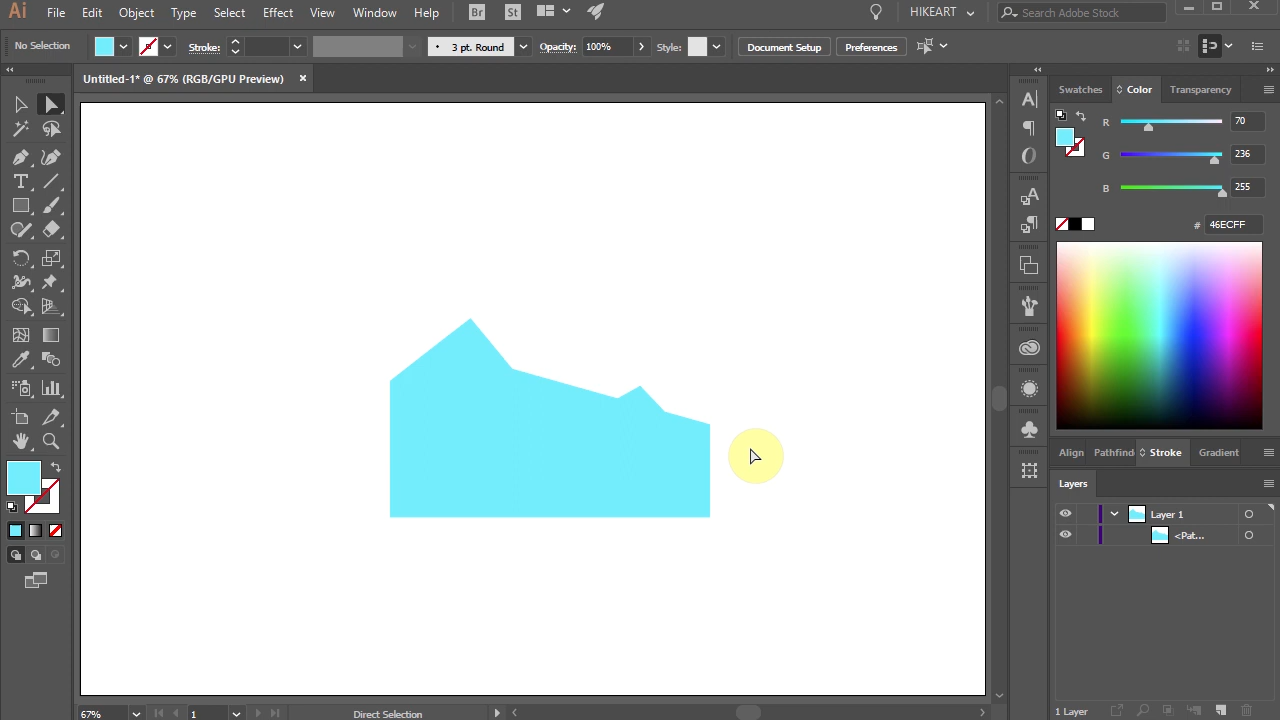 Ai File Edit Object Type Select Effect View Window Help Br St HIKEART Search Adobe Stock
No Selection Stroke: 3 pt. Round Opacity: 100% Style: Document Setup Preferences
Untitled-1* @ 67% (RGB/GPU Preview)
Swatches Color Transparency
R 70
G 236
B 255
# 46ECFF
Align Pathfind Stroke Gradient
Layers
Layer 1
<Pat...
67% 1 Direct Selection
1 Layer